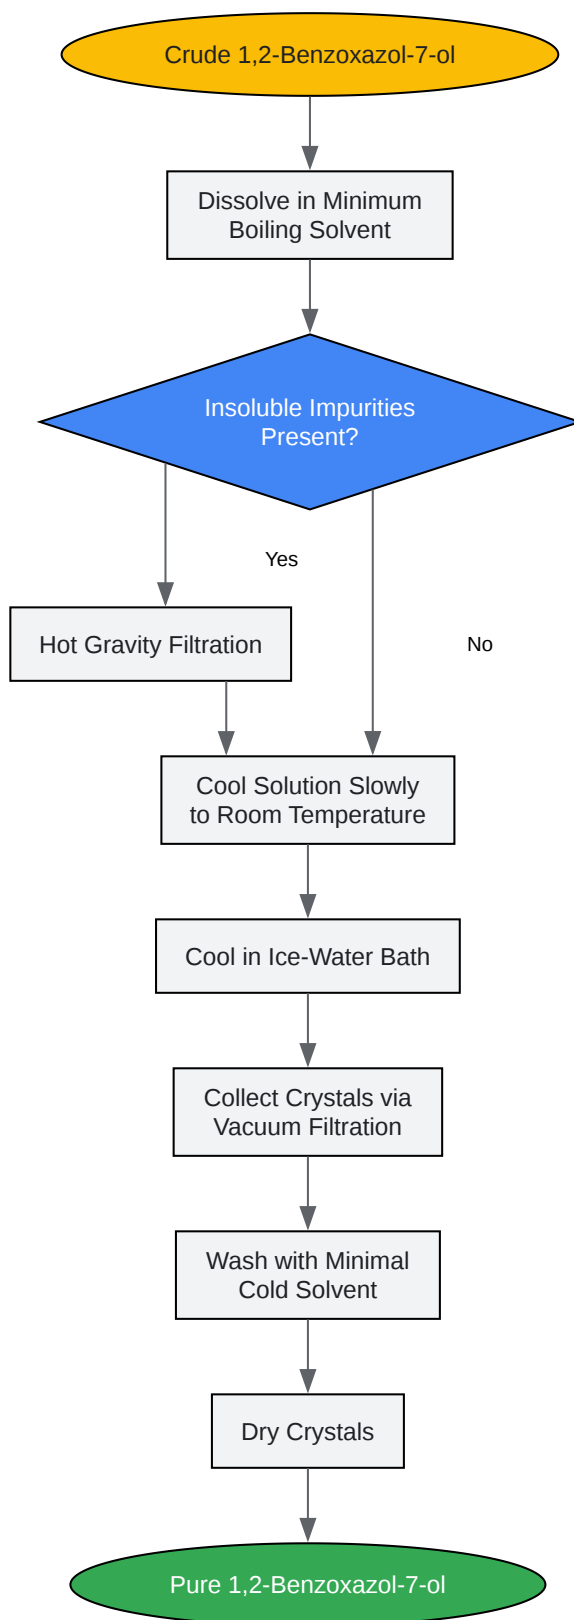 Crude 1,2-Benzoxazol-7-ol
Dissolve in Minimum
Boiling Solvent
Insoluble Impurities
Present?
Yes
Hot Gravity Filtration
No
Cool Solution Slowly
to Room Temperature
Cool in Ice-Water Bath
Collect Crystals via
Vacuum Filtration
Wash with Minimal
Cold Solvent
Dry Crystals
Pure 1,2-Benzoxazol-7-ol